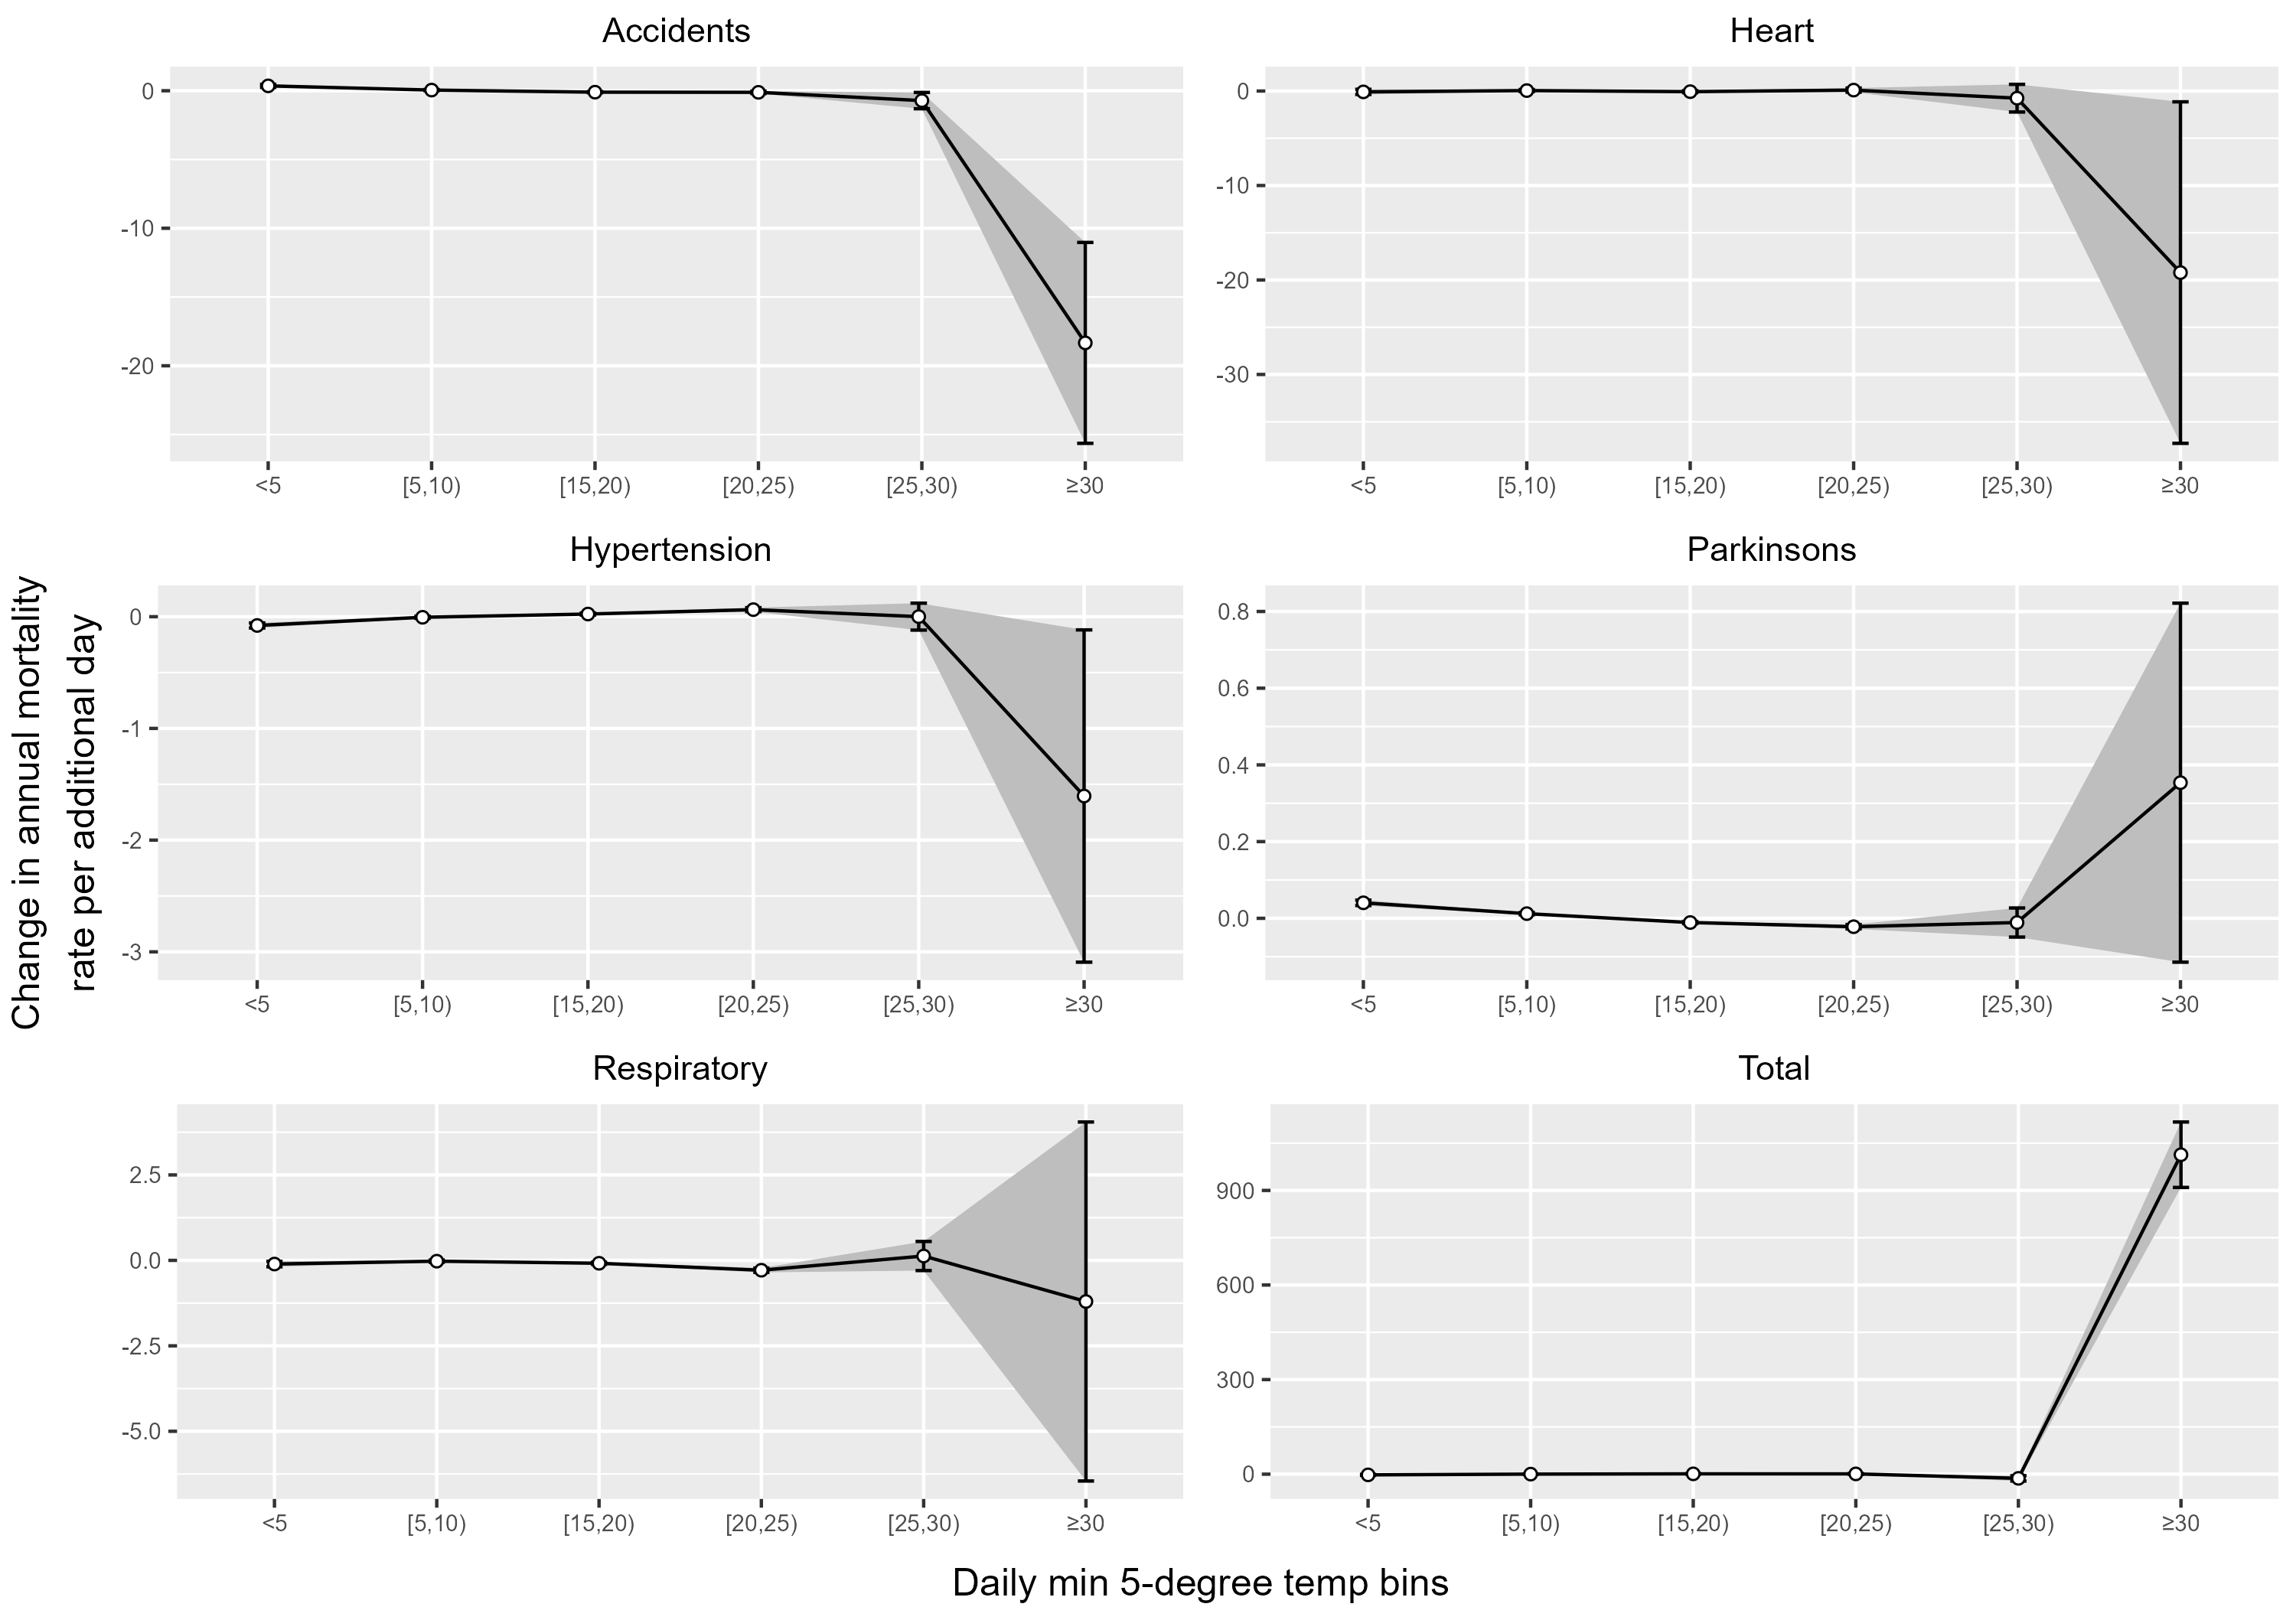 Accidents
0
-10
-20
<5 [5,10) [15,20) [20,25) [25,30) ≥30
Heart
0
-10
-20
-30
<5 [5,10) [15,20) [20,25) [25,30) ≥30
Change in annual mortality
rate per additional day
Hypertension
0
-1
-2
-3
<5 [5,10) [15,20) [20,25) [25,30) ≥30
Parkinsons
0.8
0.6
0.4
0.2
0.0
<5 [5,10) [15,20) [20,25) [25,30) ≥30
Respiratory
2.5
0.0
-2.5
-5.0
<5 [5,10) [15,20) [20,25) [25,30) ≥30
Total
900
600
300
0
<5 [5,10) [15,20) [20,25) [25,30) ≥30
Daily min 5-degree temp bins